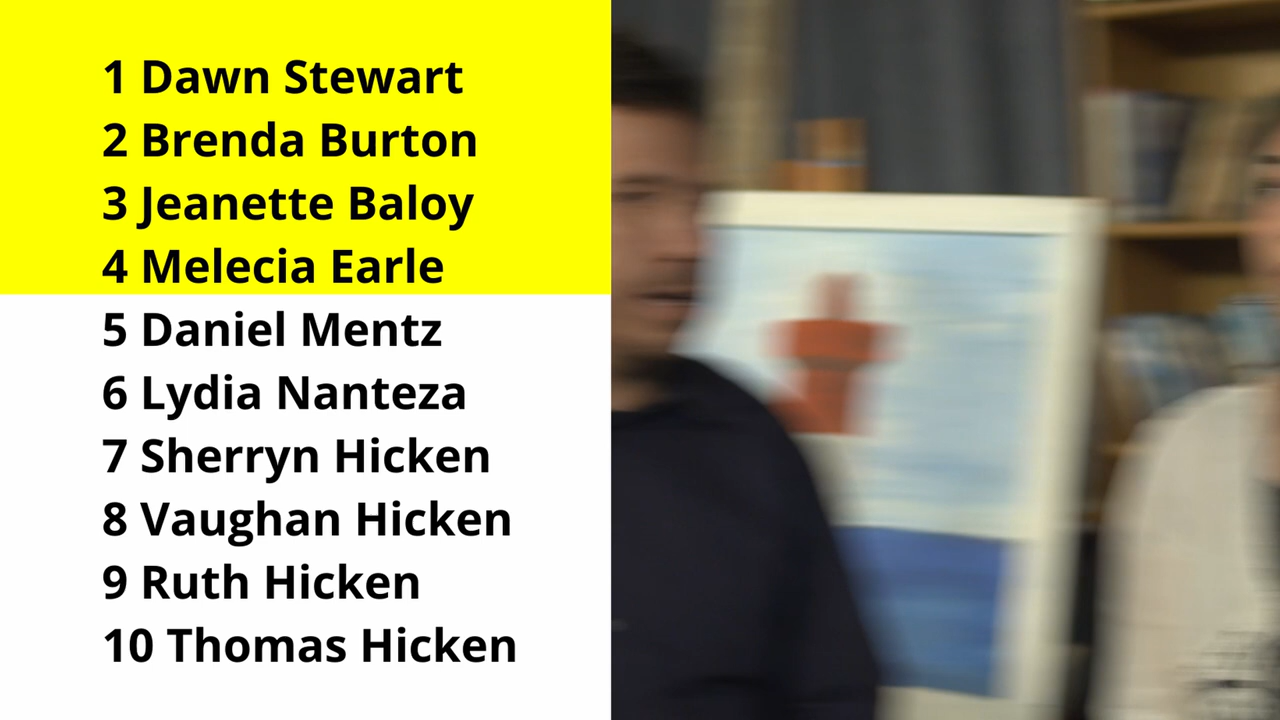 1 Dawn Stewart
2 Brenda Burton
3 Jeanette Baloy
4 Melecia Earle
5 Daniel Mentz
6 Lydia Nanteza
7 Sherryn Hicken
8 Vaughan Hicken
9 Ruth Hicken
10 Thomas Hicken